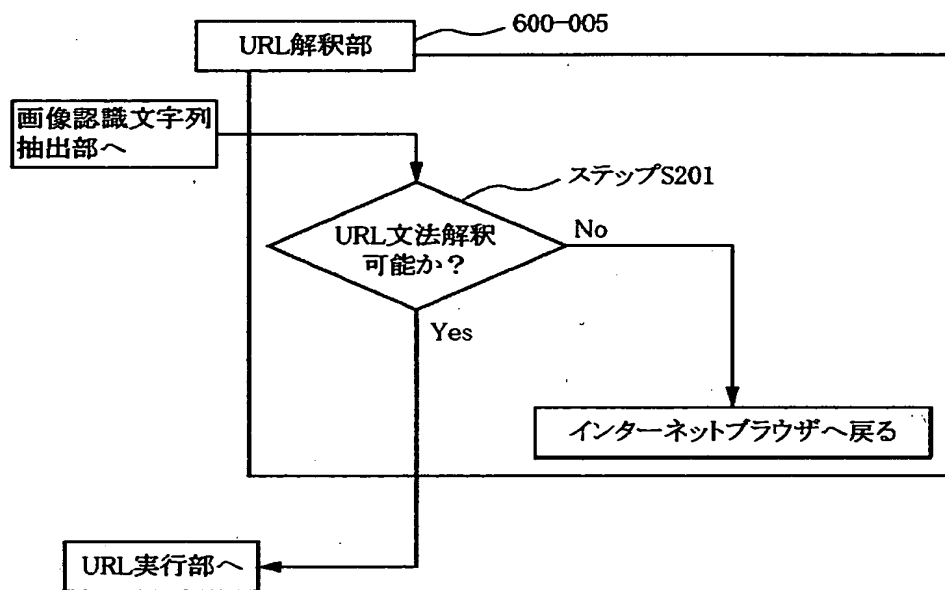 600-005
URL解釈部
画像認識文字列
抽出部へ
ステップS201
URL文法解釈
可能か?
No
Yes
インターネットブラウザへ戻る
URL実行部へ